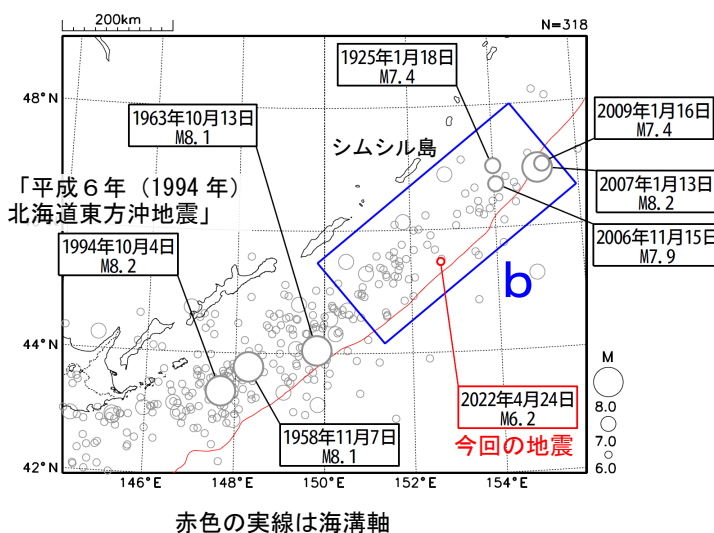 200km
N=318
1925年1月18日
M7.4
48°N
1963年10月13日
M8.1
2009年1月16日
M7.4
シムシル島
「平成６年（1994 年）
北海道東方沖地震」
2007年1月13日
M8.2
1994年10月4日
M8.2
2006年11月15日
M7.9
b
44°N
M
8.0
7.0
6.0
2022年4月24日
M6.2
今回の地震
1958年11月7日
M8.1
42°N
146°E
148°E
150°E
152°E
154°E
赤色の実線は海溝軸